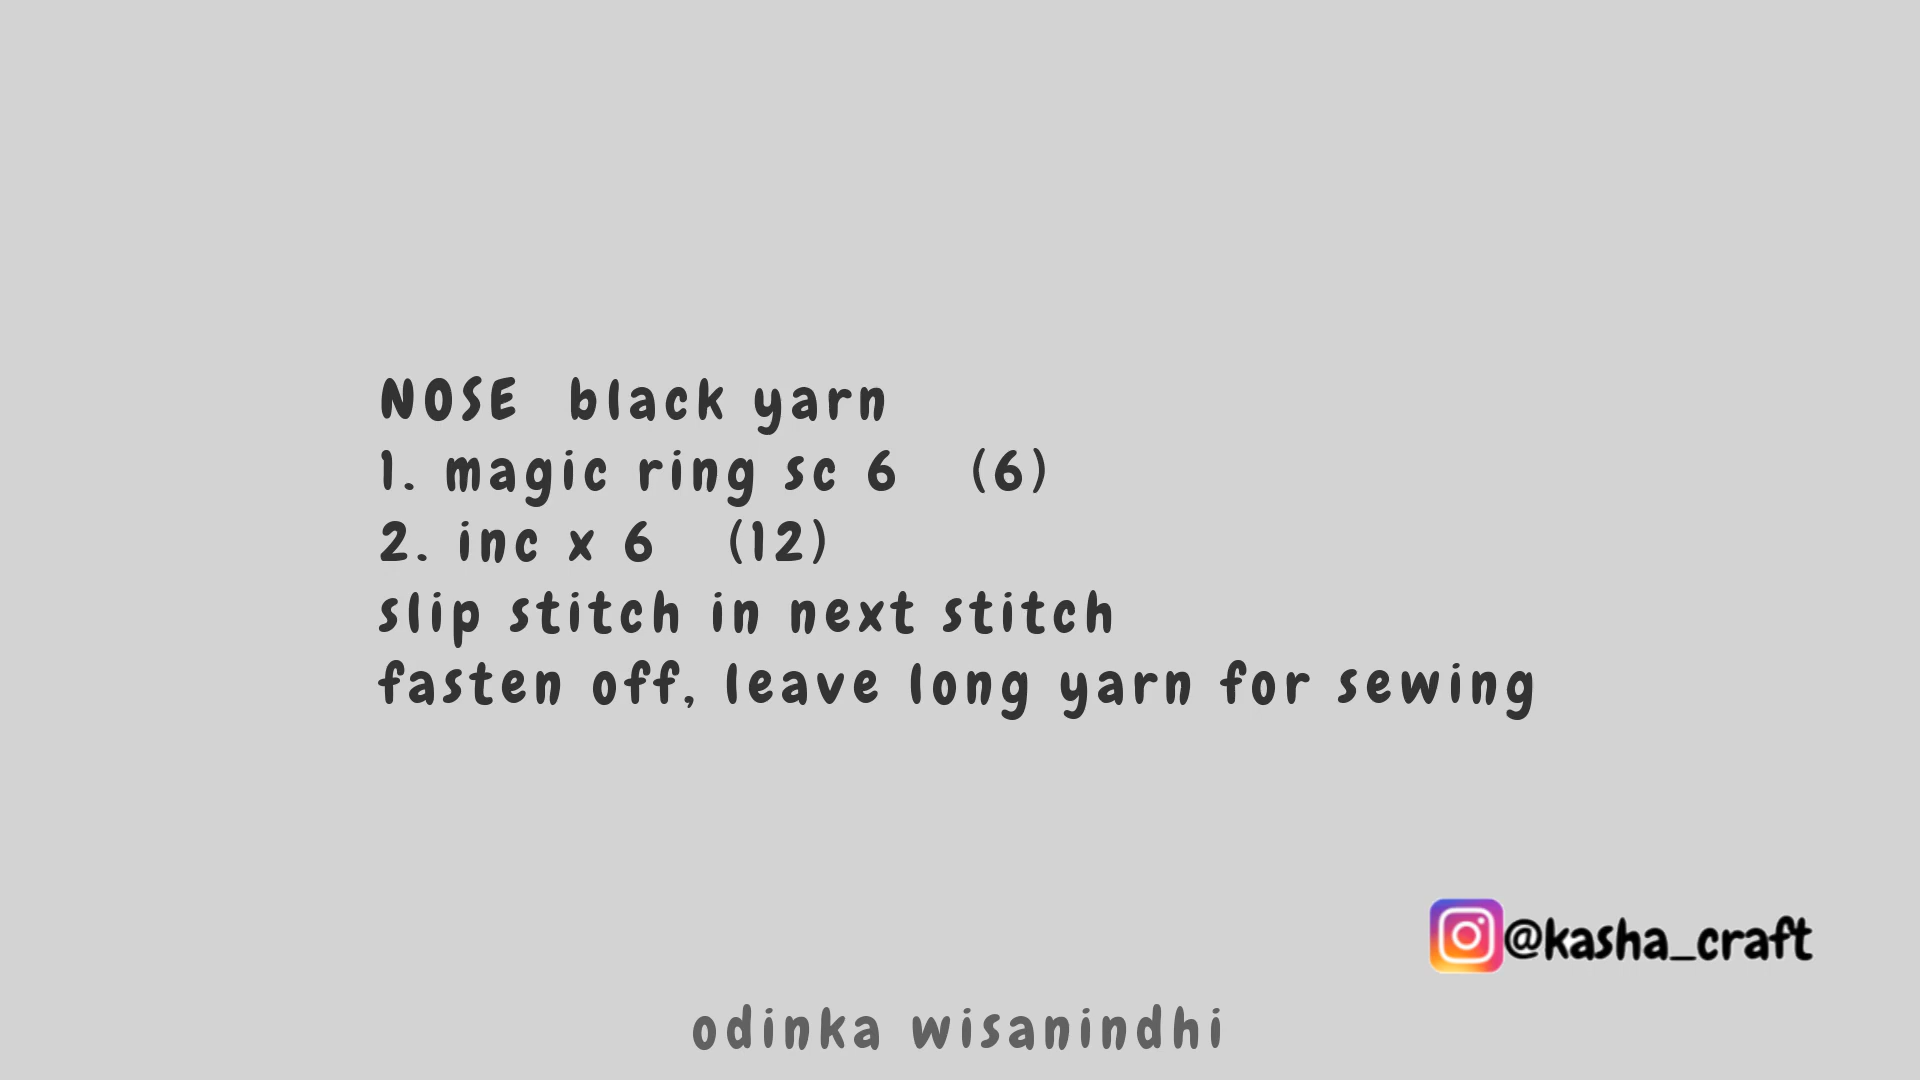 NOSE  black yarn
1. magic ring sc 6   (6)
2. inc x 6   (12)
slip stitch in next stitch
fasten off, leave long yarn for sewing
@kasha_craft
odinka wisanindhi